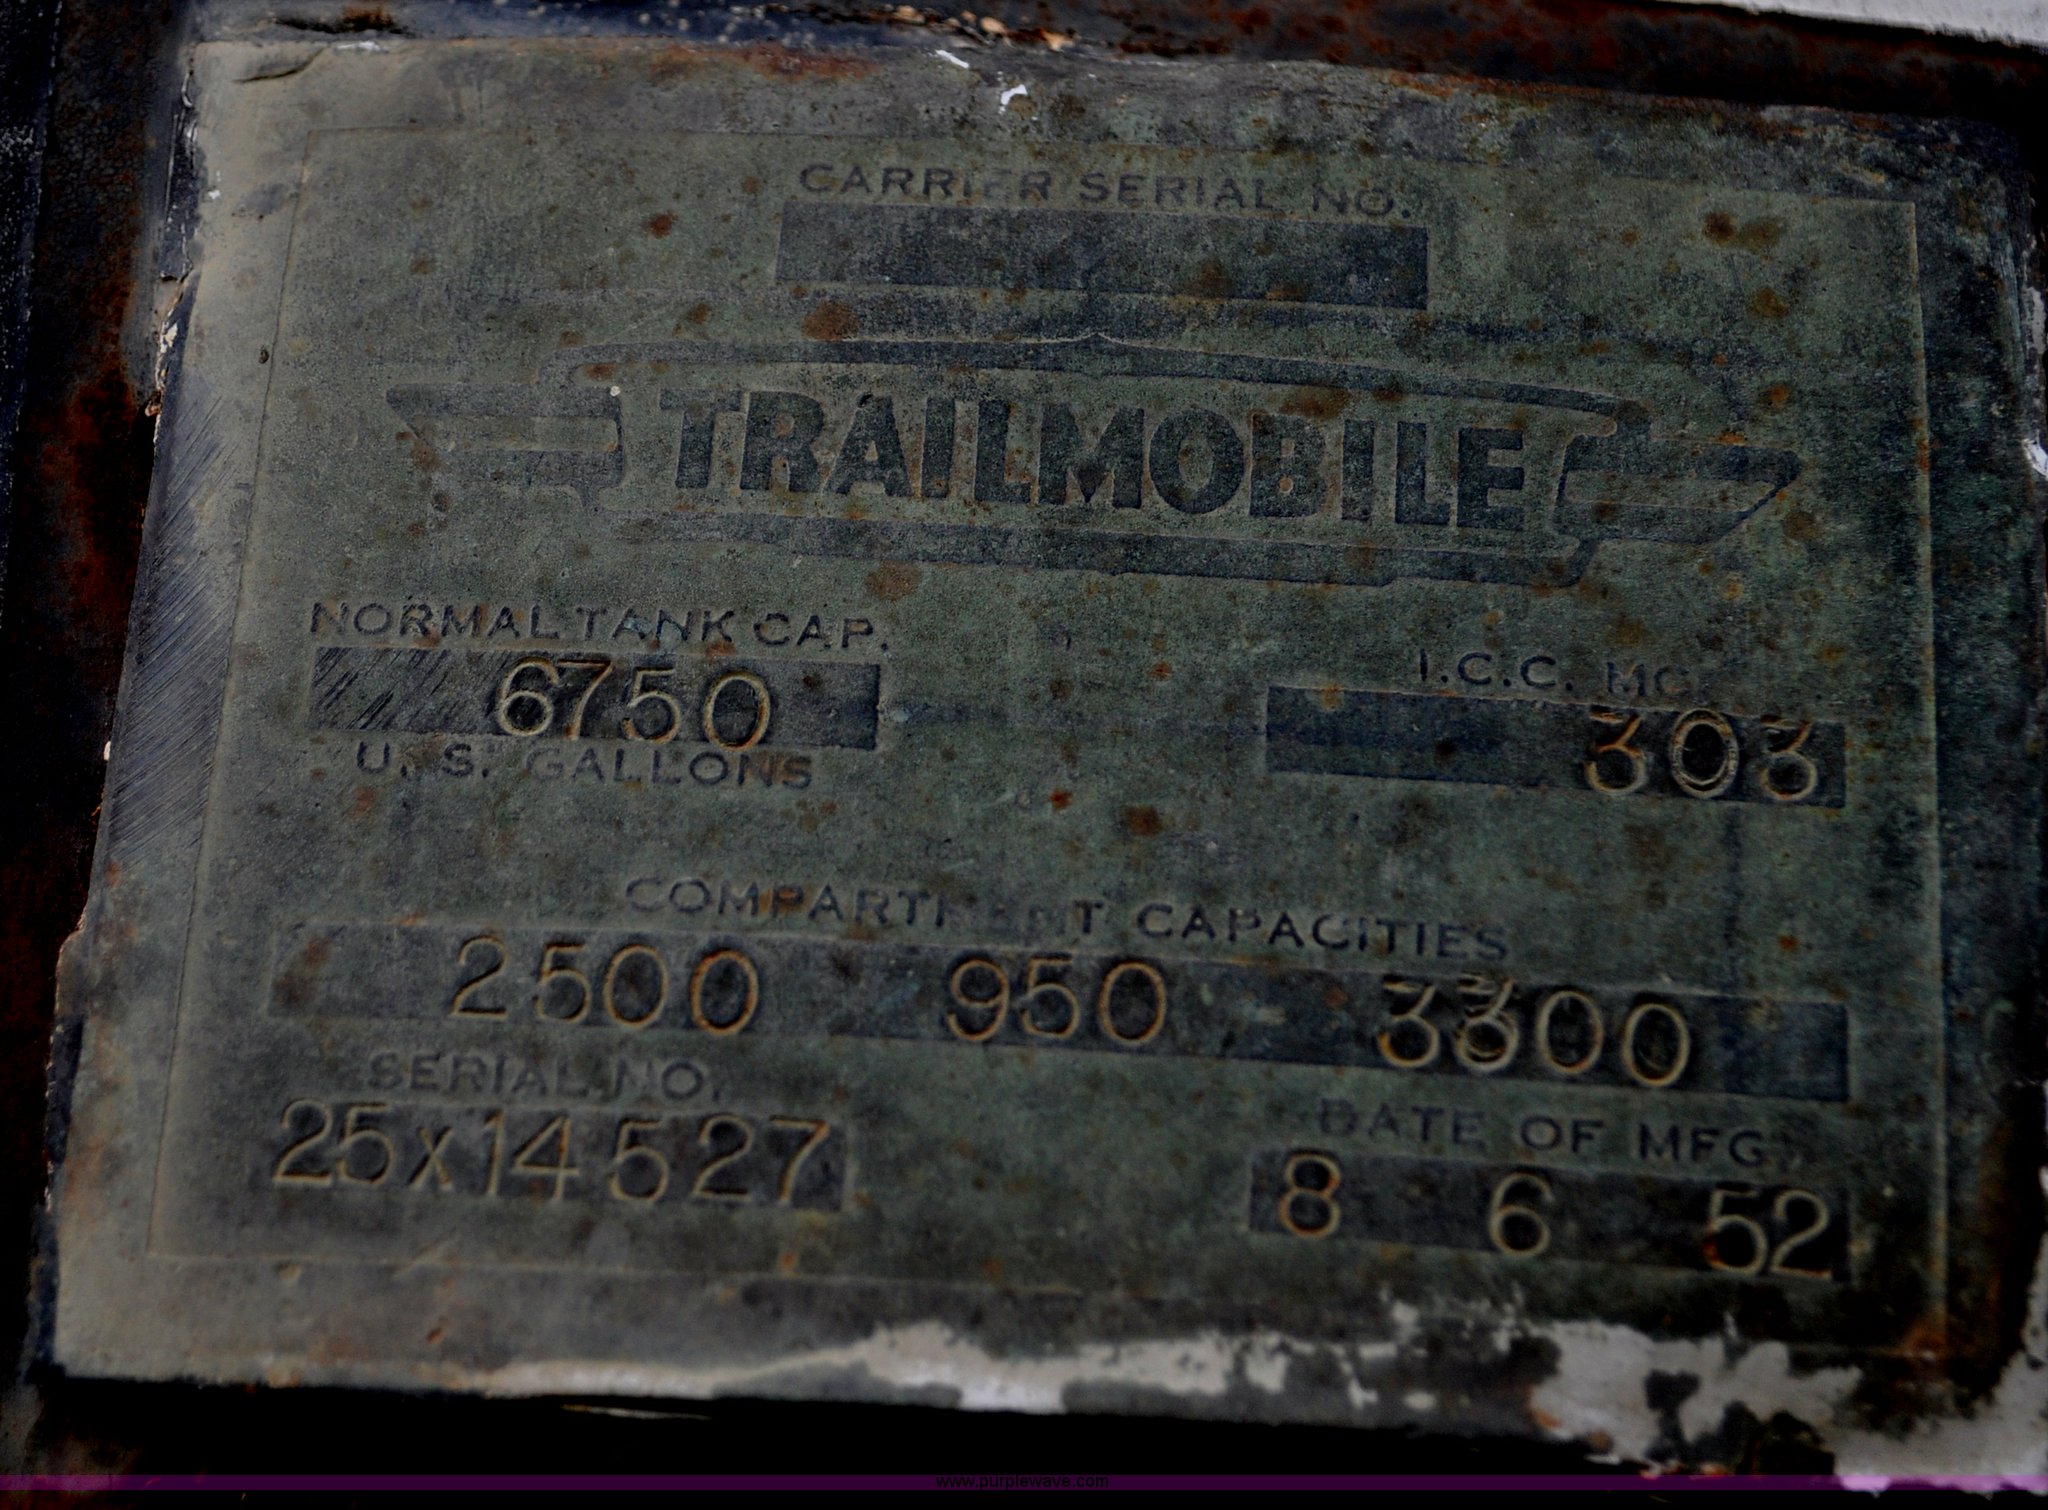 CARRIER SERIAL NO.
TRAILMOBILE
NORMAL TANK CAP.
6750
U.S. GALLONS
I.C.C. MC.
303
COMPARTMENT CAPACITIES
2500 950 3300
SERIAL NO.
25x14527
DATE OF MFG.
8 6 52
www.purplewave.com